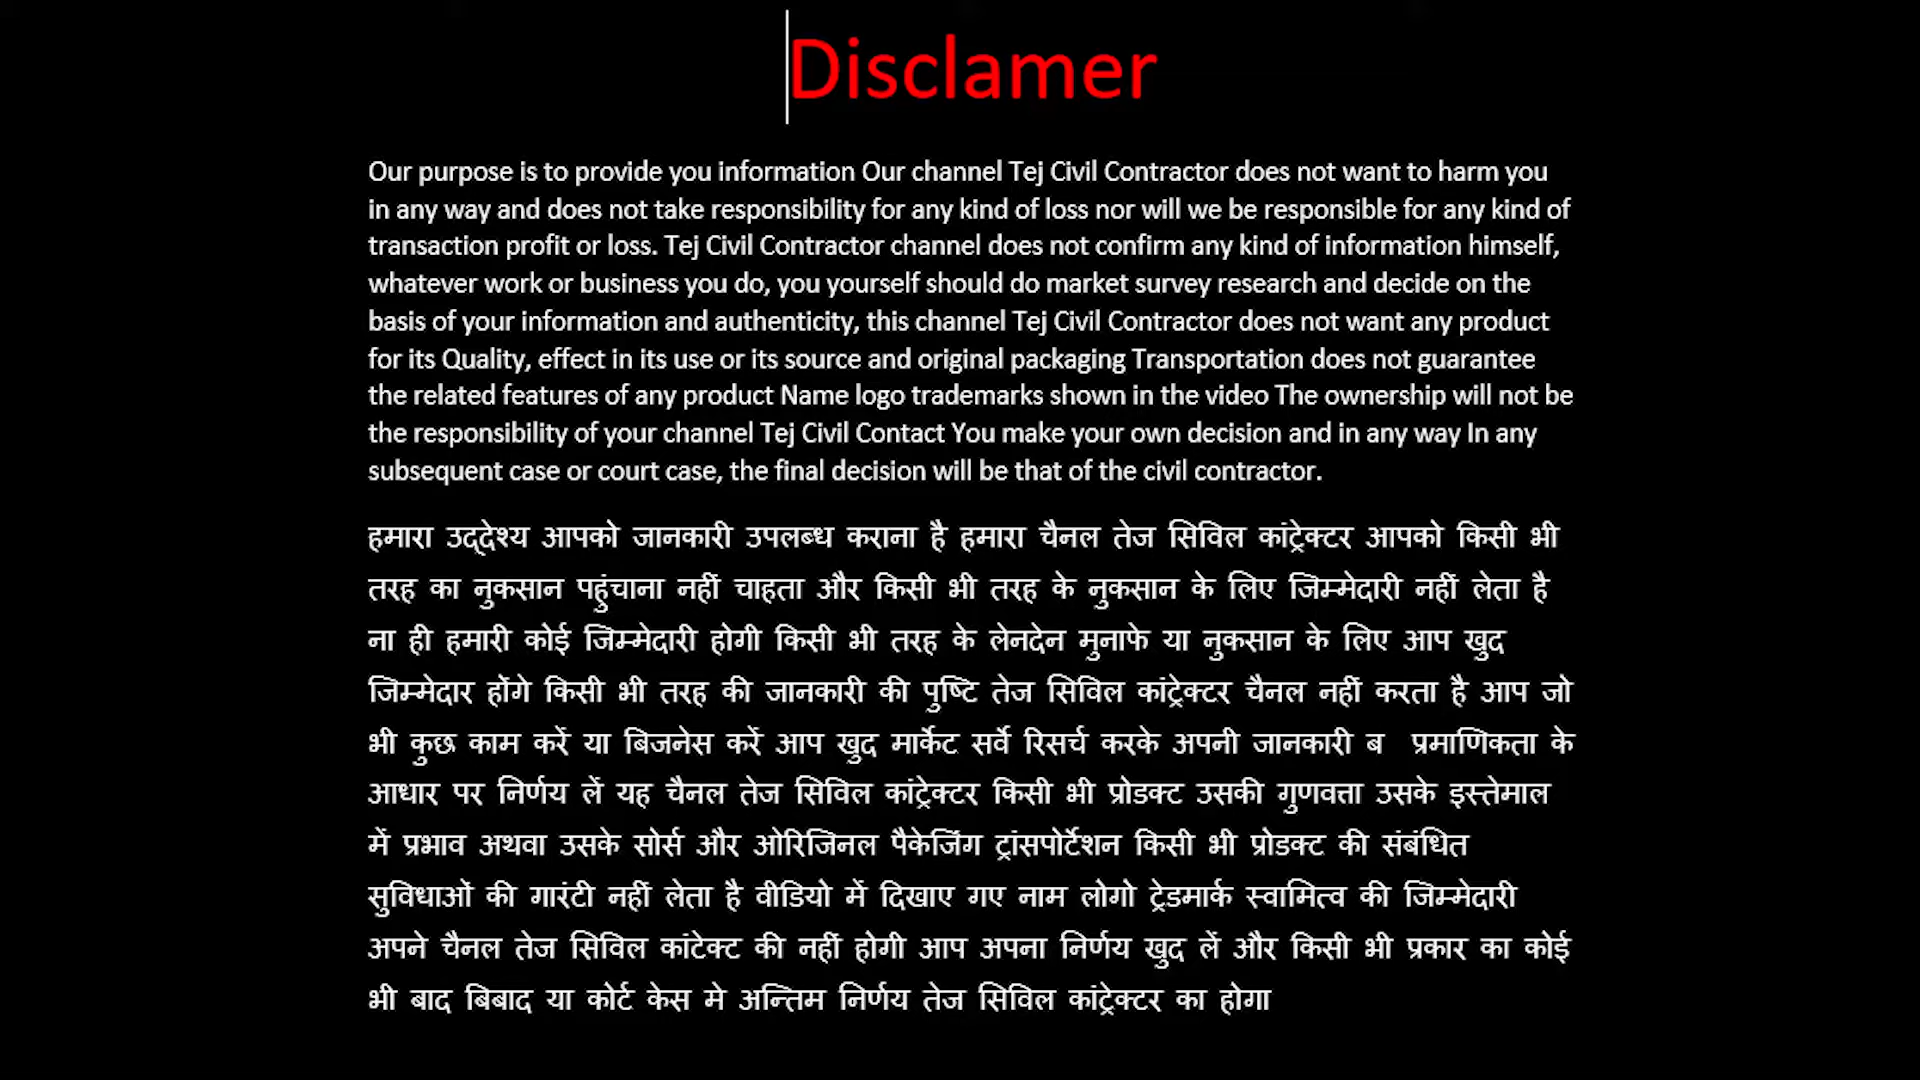 Disclamer
Our purpose is to provide you information Our channel Tej Civil Contractor does not want to harm you
in any way and does not take responsibility for any kind of loss nor will we be responsible for any kind of
transaction profit or loss. Tej Civil Contractor channel does not confirm any kind of information himself,
whatever work or business you do, you yourself should do market survey research and decide on the
basis of your information and authenticity, this channel Tej Civil Contractor does not want any product
for its Quality, effect in its use or its source and original packaging Transportation does not guarantee
the related features of any product Name logo trademarks shown in the video The ownership will not be
the responsibility of your channel Tej Civil Contact You make your own decision and in any way In any
subsequent case or court case, the final decision will be that of the civil contractor.
हमारा उद्देश्य आपको जानकारी उपलब्ध कराना है हमारा चैनल तेज सिविल कांट्रेक्टर आपको किसी भी
तरह का नुकसान पहुंचाना नहीं चाहता और किसी भी तरह के नुकसान के लिए जिम्मेदारी नहीं लेता है
ना ही हमारी कोई जिम्मेदारी होगी किसी भी तरह के लेनदेन मुनाफे या नुकसान के लिए आप खुद
जिम्मेदार होंगे किसी भी तरह की जानकारी की पुष्टि तेज सिविल कांट्रेक्टर चैनल नहीं करता है आप जो
भी कुछ काम करें या बिजनेस करें आप खुद मार्केट सर्वे रिसर्च करके अपनी जानकारी ब प्रमाणिकता के
आधार पर निर्णय लें यह चैनल तेज सिविल कांट्रेक्टर किसी भी प्रोडक्ट उसकी गुणवत्ता उसके इस्तेमाल
में प्रभाव अथवा उसके सोर्स और ओरिजिनल पैकेजिंग ट्रांसपोर्टेशन किसी भी प्रोडक्ट की संबंधित
सुविधाओं की गारंटी नहीं लेता है वीडियो में दिखाए गए नाम लोगो ट्रेडमार्क स्वामित्व की जिम्मेदारी
अपने चैनल तेज सिविल कांटेक्ट की नहीं होगी आप अपना निर्णय खुद लें और किसी भी प्रकार का कोई
भी बाद बिबाद या कोर्ट केस मे अन्तिम निर्णय तेज सिविल कांट्रेक्टर का होगा